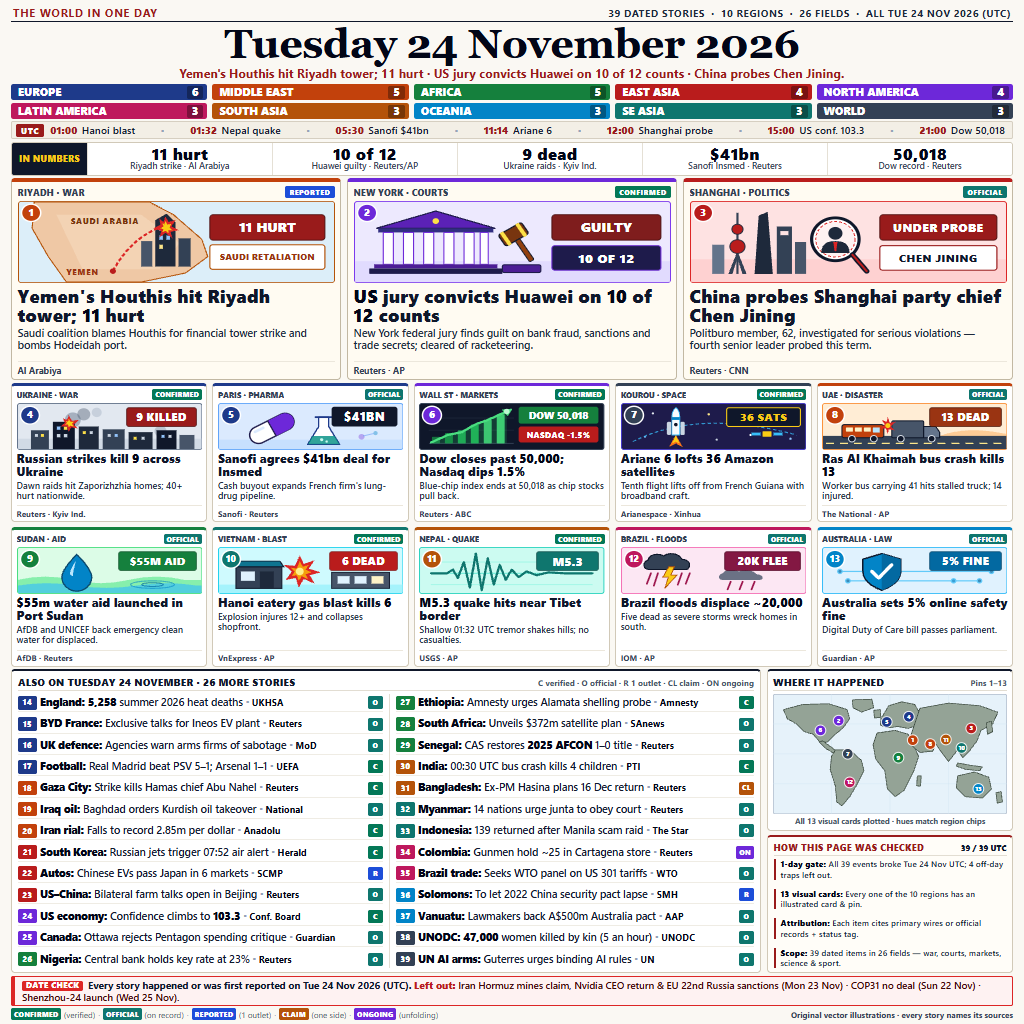 THE WORLD IN ONE DAY
39 DATED STORIES · 10 REGIONS · 26 FIELDS · ALL TUE 24 NOV 2026 (UTC)
Tuesday 24 November 2026
Yemen's Houthis hit Riyadh tower; 11 hurt · US jury convicts Huawei on 10 of 12 counts · China probes Chen Jining.
EUROPE 6
MIDDLE EAST 5
AFRICA 5
EAST ASIA 4
NORTH AMERICA 4
LATIN AMERICA 3
SOUTH ASIA 3
OCEANIA 3
SE ASIA 3
WORLD 3
UTC 01:00 Hanoi blast · 01:32 Nepal quake · 05:30 Sanofi $41bn · 11:14 Ariane 6 · 12:00 Shanghai probe · 15:00 US conf. 103.3 · 21:00 Dow 50,018
IN NUMBERS
11 hurt
Riyadh strike · Al Arabiya
10 of 12
Huawei guilty · Reuters/AP
9 dead
Ukraine raids · Kyiv Ind.
$41bn
Sanofi Insmed · Reuters
50,018
Dow record · Reuters
RIYADH · WAR
REPORTED
1
SAUDI ARABIA
YEMEN
11 HURT
SAUDI RETALIATION
Yemen's Houthis hit Riyadh
tower; 11 hurt
Saudi coalition blames Houthis for financial tower strike and
bombs Hodeidah port.
Al Arabiya
NEW YORK · COURTS
CONFIRMED
2
GUILTY
10 OF 12
US jury convicts Huawei on 10 of
12 counts
New York federal jury finds guilt on bank fraud, sanctions and
trade secrets; cleared of racketeering.
Reuters · AP
SHANGHAI · POLITICS
OFFICIAL
3
UNDER PROBE
CHEN JINING
China probes Shanghai party chief
Chen Jining
Politburo member, 62, investigated for serious violations —
fourth senior leader probed this term.
Reuters · CNN
UKRAINE · WAR
CONFIRMED
4
9 KILLED
Russian strikes kill 9 across
Ukraine
Dawn raids hit Zaporizhzhia homes; 40+
hurt nationwide.
Reuters · Kyiv Ind.
PARIS · PHARMA
OFFICIAL
5
$41BN
Sanofi agrees $41bn deal for
Insmed
Cash buyout expands French firm's lung-
drug pipeline.
Sanofi · Reuters
WALL ST · MARKETS
CONFIRMED
6
DOW 50,018
NASDAQ -1.5%
Dow closes past 50,000;
Nasdaq dips 1.5%
Blue-chip index ends at 50,018 as chip stocks
pull back.
Reuters · ABC
KOUROU · SPACE
CONFIRMED
7
36 SATS
Ariane 6 lofts 36 Amazon
satellites
Tenth flight lifts off from French Guiana with
broadband craft.
Arianespace · Xinhua
UAE · DISASTER
OFFICIAL
8
13 DEAD
Ras Al Khaimah bus crash kills
13
Worker bus carrying 41 hits stalled truck; 14
injured.
The National · AP
SUDAN · AID
OFFICIAL
9
$55M AID
$55m water aid launched in
Port Sudan
AfDB and UNICEF back emergency clean
water for displaced.
AfDB · Reuters
VIETNAM · BLAST
CONFIRMED
10
6 DEAD
Hanoi eatery gas blast kills 6
Explosion injures 12+ and collapses
shopfront.
VnExpress · AP
NEPAL · QUAKE
CONFIRMED
11
M5.3
M5.3 quake hits near Tibet
border
Shallow 01:32 UTC tremor shakes hills; no
casualties.
USGS · AP
BRAZIL · FLOODS
OFFICIAL
12
20K FLEE
Brazil floods displace ~20,000
Five dead as severe storms wreck homes in
south.
IOM · AP
AUSTRALIA · LAW
OFFICIAL
13
5% FINE
Australia sets 5% online safety
fine
Digital Duty of Care bill passes parliament.
Guardian · AP
ALSO ON TUESDAY 24 NOVEMBER · 26 MORE STORIES
C verified · O official · R 1 outlet · CL claim · ON ongoing
14 England: 5,258 summer 2026 heat deaths · UKHSA O
15 BYD France: Exclusive talks for Ineos EV plant · Reuters O
16 UK defence: Agencies warn arms firms of sabotage · MoD O
17 Football: Real Madrid beat PSV 5–1; Arsenal 1–1 · UEFA C
18 Gaza City: Strike kills Hamas chief Abu Nahel · Reuters C
19 Iraq oil: Baghdad orders Kurdish oil takeover · National O
20 Iran rial: Falls to record 2.85m per dollar · Anadolu C
21 South Korea: Russian jets trigger 07:52 air alert · Herald C
22 Autos: Chinese EVs pass Japan in 6 markets · SCMP R
23 US–China: Bilateral farm talks open in Beijing · Reuters O
24 US economy: Confidence climbs to 103.3 · Conf. Board C
25 Canada: Ottawa rejects Pentagon spending critique · Guardian O
26 Nigeria: Central bank holds key rate at 23% · Reuters O
27 Ethiopia: Amnesty urges Alamata shelling probe · Amnesty C
28 South Africa: Unveils $372m satellite plan · SAnews O
29 Senegal: CAS restores 2025 AFCON 1–0 title · Reuters O
30 India: 00:30 UTC bus crash kills 4 children · PTI C
31 Bangladesh: Ex-PM Hasina plans 16 Dec return · Reuters CL
32 Myanmar: 14 nations urge junta to obey court · Reuters O
33 Indonesia: 139 returned after Manila scam raid · The Star O
34 Colombia: Gunmen hold ~25 in Cartagena store · Reuters ON
35 Brazil trade: Seeks WTO panel on US 301 tariffs · WTO O
36 Solomons: To let 2022 China security pact lapse · SMH R
37 Vanuatu: Lawmakers back A$500m Australia pact · AAP O
38 UNODC: 47,000 women killed by kin (5 an hour) · UNODC O
39 UN AI arms: Guterres urges binding AI rules · UN O
WHERE IT HAPPENED
Pins 1–13
6 2 5 4 3 1 8 11 10 7 9 12 13
All 13 visual cards plotted · hues match region chips
HOW THIS PAGE WAS CHECKED
39 / 39 UTC
1-day gate: All 39 events broke Tue 24 Nov UTC; 4 off-day
traps left out.
13 visual cards: Every one of the 10 regions has an
illustrated card & pin.
Attribution: Each item cites primary wires or official
records + status tag.
Scope: 39 dated items in 26 fields — war, courts, markets,
science & sport.
DATE CHECK Every story happened or was first reported on Tue 24 Nov 2026 (UTC). Left out: Iran Hormuz mines claim, Nvidia CEO return & EU 22nd Russia sanctions (Mon 23 Nov) · COP31 no deal (Sun 22 Nov) ·
Shenzhou-24 launch (Wed 25 Nov).
CONFIRMED (verified) · OFFICIAL (on record) · REPORTED (1 outlet) · CLAIM (one side) · ONGOING (unfolding)
Original vector illustrations · every story names its sources